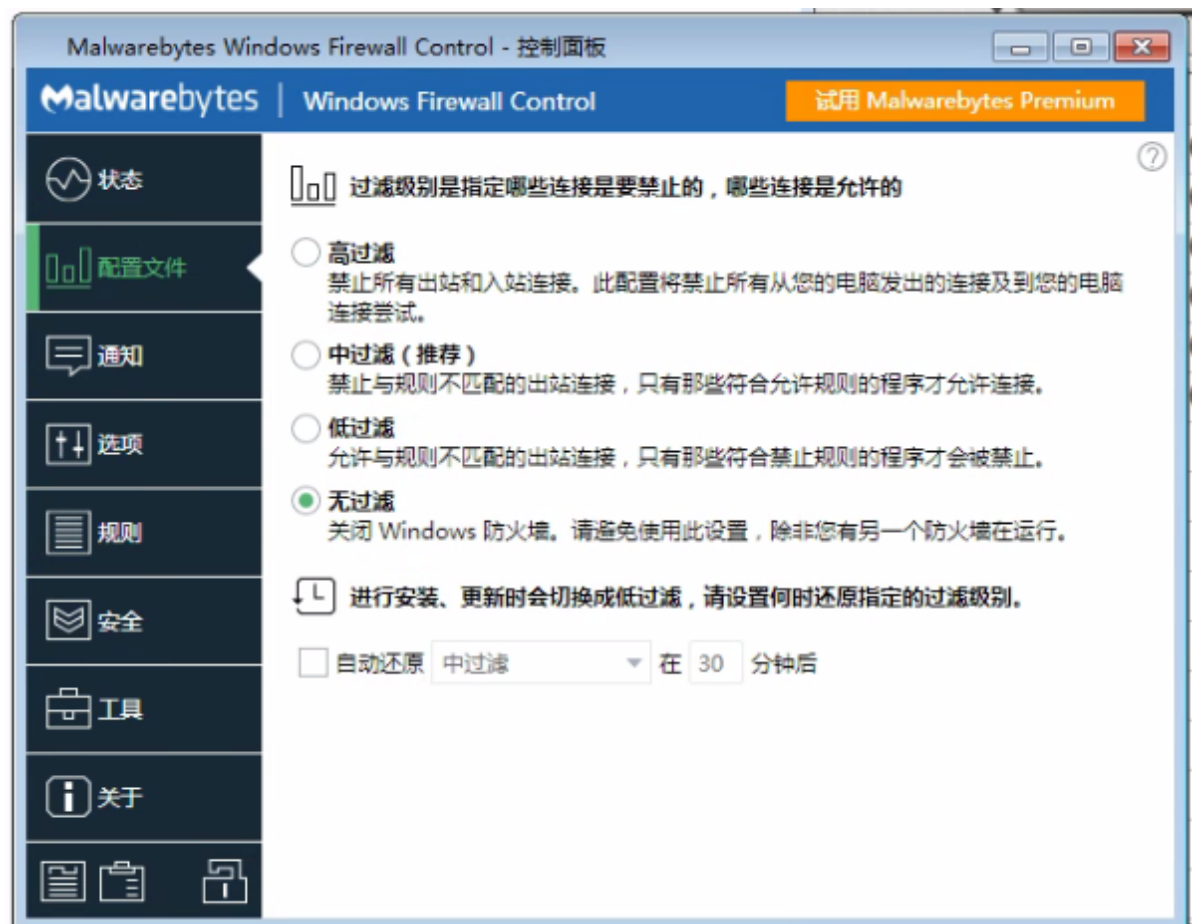 Malwarebytes Windows Firewall Control - 控制面板
Malwarebytes | Windows Firewall Control
试用 Malwarebytes Premium
状态
配置文件
通知
选项
规则
安全
工具
关于
过滤级别是指定哪些连接是要禁止的，哪些连接是允许的
高过滤
禁止所有出站和入站连接。此配置将禁止所有从您的电脑发出的连接及到您的电脑
连接尝试。
中过滤（推荐）
禁止与规则不匹配的出站连接，只有那些符合允许规则的程序才允许连接。
低过滤
允许与规则不匹配的出站连接，只有那些符合禁止规则的程序才会被禁止。
无过滤
关闭 Windows 防火墙。请避免使用此设置，除非您有另一个防火墙在运行。
进行安装、更新时会切换成低过滤，请设置何时还原指定的过滤级别。
自动还原 中过滤 在 30 分钟后